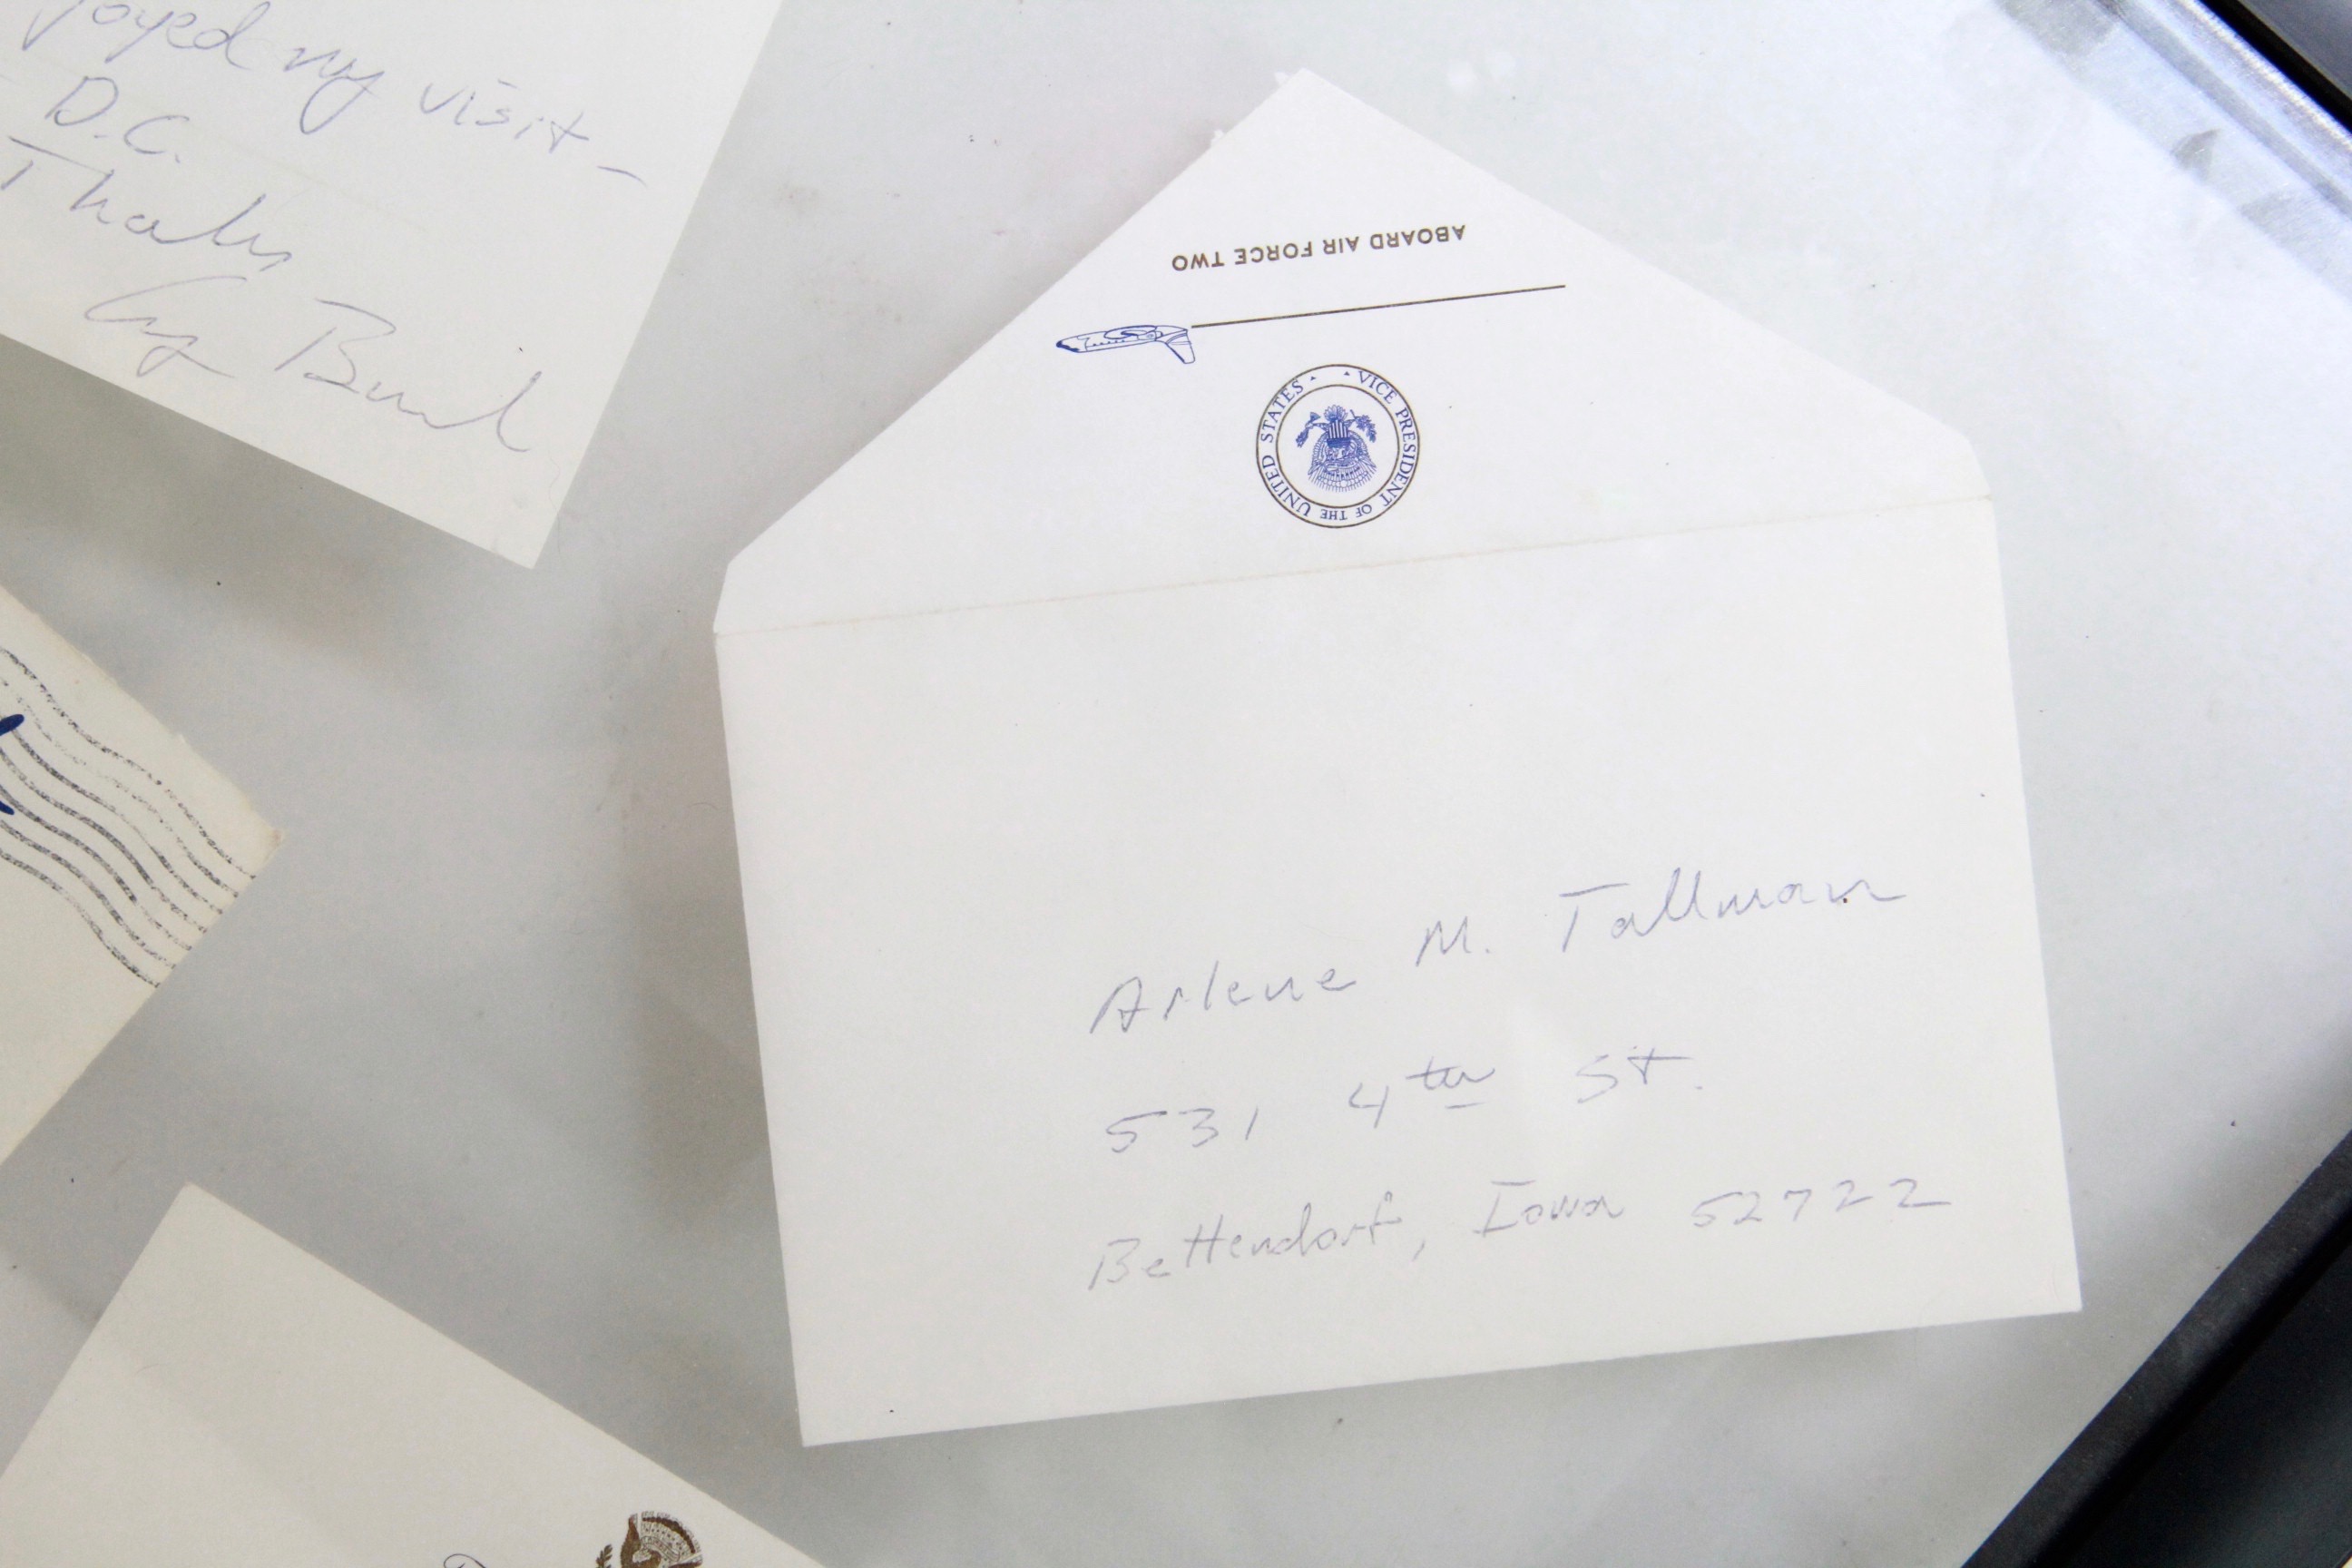 joyed my visit -
D.C.
Thanks
Bush
ABOARD AIR FORCE TWO
VICE PRESIDENT OF THE UNITED STATES
Arlene M. Tallman
531 4th St.
Bettendorf, Iowa 52722